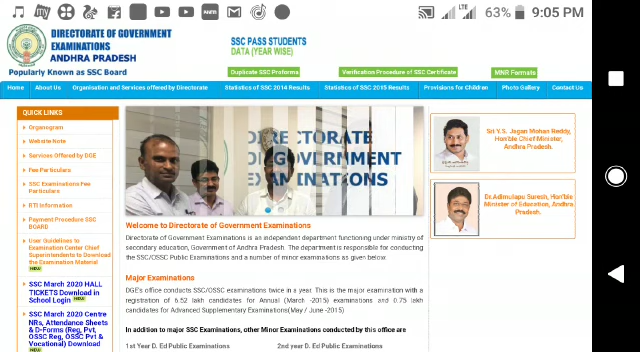 63% 9:05 PM
DIRECTORATE OF GOVERNMENT
EXAMINATIONS
ANDHRA PRADESH
Popularly Known as SSC Board
SSC PASS STUDENTS
DATA (YEAR WISE)
Duplicate SSC Proforma
Verification Procedure of SSC Certificate
MNR Formats
Home About Us Organisation and Services offered by Directorate Statistics of SSC 2014 Results Statistics of SSC 2015 Results Provisions for Children Photo Gallery Contact Us
QUICK LINKS
Organogram
Website Note
Services Offered by DGE
Fee Particulars
SSC Examinations Fee
Particulars
RTI Information
Payment Procedure SSC
BOARD
User Guidelines to
Examination Center Chief
Superintendents to Download
the Examination Material
NEW
SSC March 2020 HALL
TICKETS Download in
School Login NEW
SSC March 2020 Centre
NRs, Attendance Sheets
& D-Forms (Reg, Pvt,
OSSC Reg, OSSC Pvt &
Vocational) Download
DIRECTORATE
OF GOVERNMENT
EXAMINATIONS
Welcome to Directorate of Government Examinations
Directorate of Government Examinations is an independent department functioning under ministry of
secondary education, Government of Andhra Pradesh. The department is responsible for conducting
the SSC/OSSC Public Examinations and a number of minor examinations as given below.
Major Examinations
DGE's office conducts SSC/OSSC examinations twice in a year. This is the major examination with a
registration of 6.52 lakh candidates for Annual (March -2015) examinations and 0.75 lakh
candidates for Advanced Supplementary Examinations(May / June -2015)
In addition to major SSC Examinations, other Minor Examinations conducted by this office are
1st Year D. Ed Public Examinations 2nd year D. Ed Public Examinations
Sri Y.S. Jagan Mohan Reddy,
Hon'ble Chief Minister,
Andhra Pradesh.
Dr.Adimulapu Suresh, Hon'ble
Minister of Education, Andhra
Pradesh.